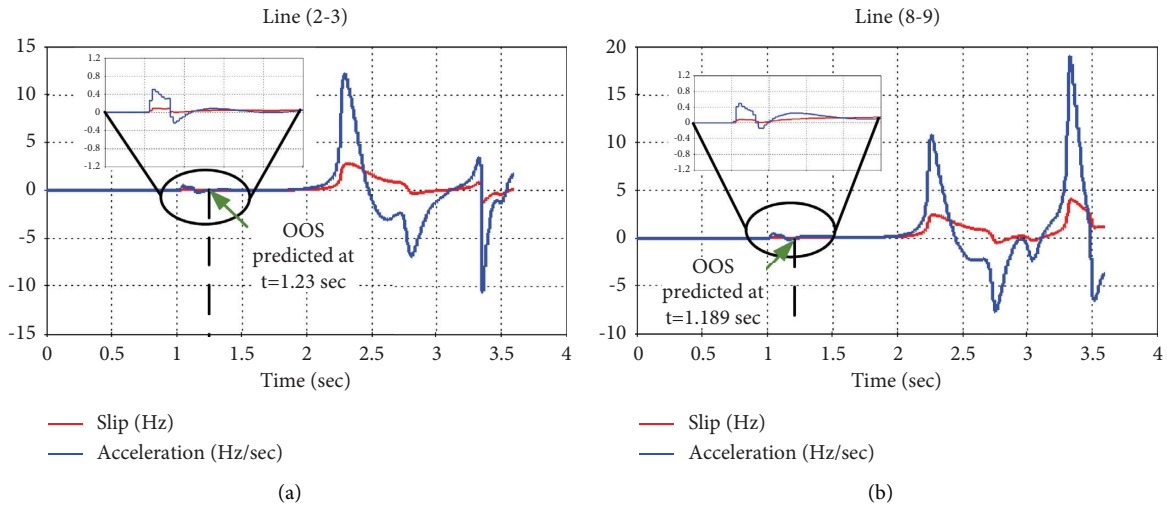 Line (2-3)
15
10
5
0
-5
-10
-15
1.2
0.8
0.4
0
-0.4
-0.8
-1.2
OOS
predicted at
t=1.23 sec
0
0.5
1
1.5
2
2.5
3
3.5
4
Time (sec)
Slip (Hz)
Acceleration (Hz/sec)
(a)
Line (8-9)
20
15
10
5
0
-5
-10
1.2
0.8
0.4
0
-0.4
-0.8
-1.2
OOS
predicted at
t=1.189 sec
0
0.5
1
1.5
2
2.5
3
3.5
4
Time (sec)
Slip (Hz)
Acceleration (Hz/sec)
(b)